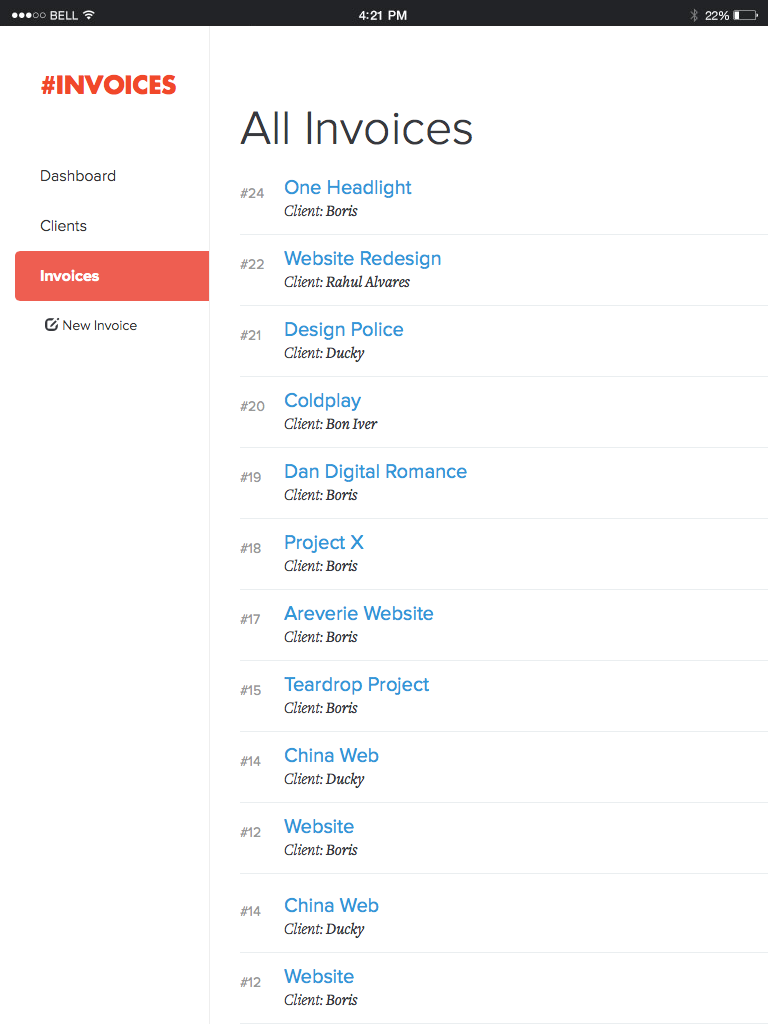 BELL 4:21 PM 22%
#INVOICES
Dashboard
Clients
Invoices
New Invoice
All Invoices
#24 One Headlight
Client: Boris
#22 Website Redesign
Client: Rahul Alvares
#21 Design Police
Client: Ducky
#20 Coldplay
Client: Bon Iver
#19 Dan Digital Romance
Client: Boris
#18 Project X
Client: Boris
#17 Areverie Website
Client: Boris
#15 Teardrop Project
Client: Boris
#14 China Web
Client: Ducky
#12 Website
Client: Boris
#14 China Web
Client: Ducky
#12 Website
Client: Boris